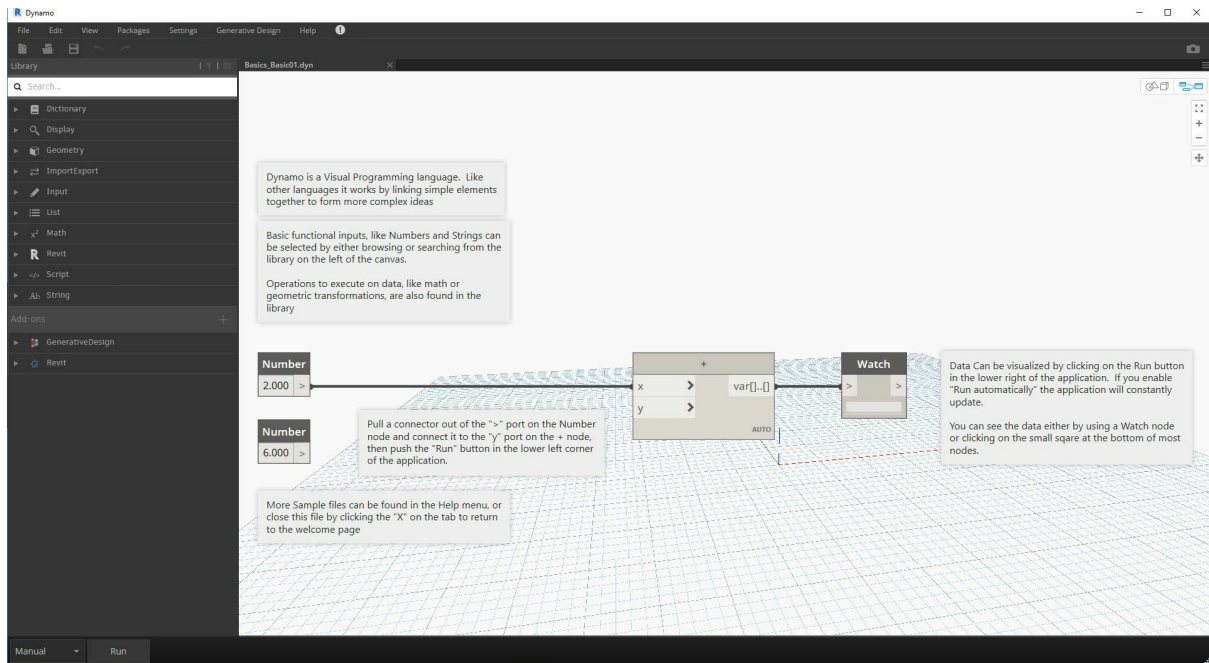 Dynamo
File Edit View Packages Settings Generative Design Help
Library
Basics_Basic01.dyn
Search...
Dictionary
Display
Geometry
ImportExport
Input
List
x² Math
R Revit
</> Script
Ab String
Add-ons
GenerativeDesign
Revit
Dynamo is a Visual Programming language. Like
other languages it works by linking simple elements
together to form more complex ideas
Basic functional inputs, like Numbers and Strings can
be selected by either browsing or searching from the
library on the left of the canvas.
Operations to execute on data, like math or
geometric transformations, are also found in the
library
Number
2.000 >
Number
6.000 >
Pull a connector out of the ">" port on the Number
node and connect it to the "y" port on the + node,
then push the "Run" button in the lower left corner
of the application.
More Sample files can be found in the Help menu, or
close this file by clicking the "X" on the tab to return
to the welcome page
+
x > var[]..[]
y >
AUTO
Watch
> >
Data Can be visualized by clicking on the Run button
in the lower right of the application. If you enable
"Run automatically" the application will constantly
update.
You can see the data either by using a Watch node
or clicking on the small sqare at the bottom of most
nodes.
Manual Run